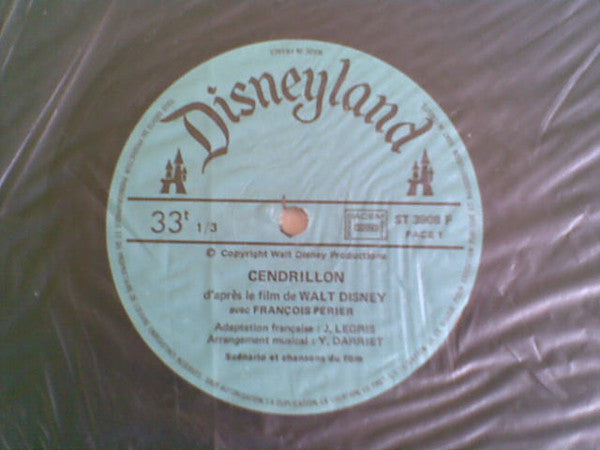 Disneyland
33t 1/3
SACEM
ST 3908 F
FACE 1
© Copyright Walt Disney Productions
CENDRILLON
d'après le film de WALT DISNEY
avec FRANÇOIS PERIER
Adaptation française : J. LEGRIS
Arrangement musical : Y. DARRIET
Scénario et chansons du film